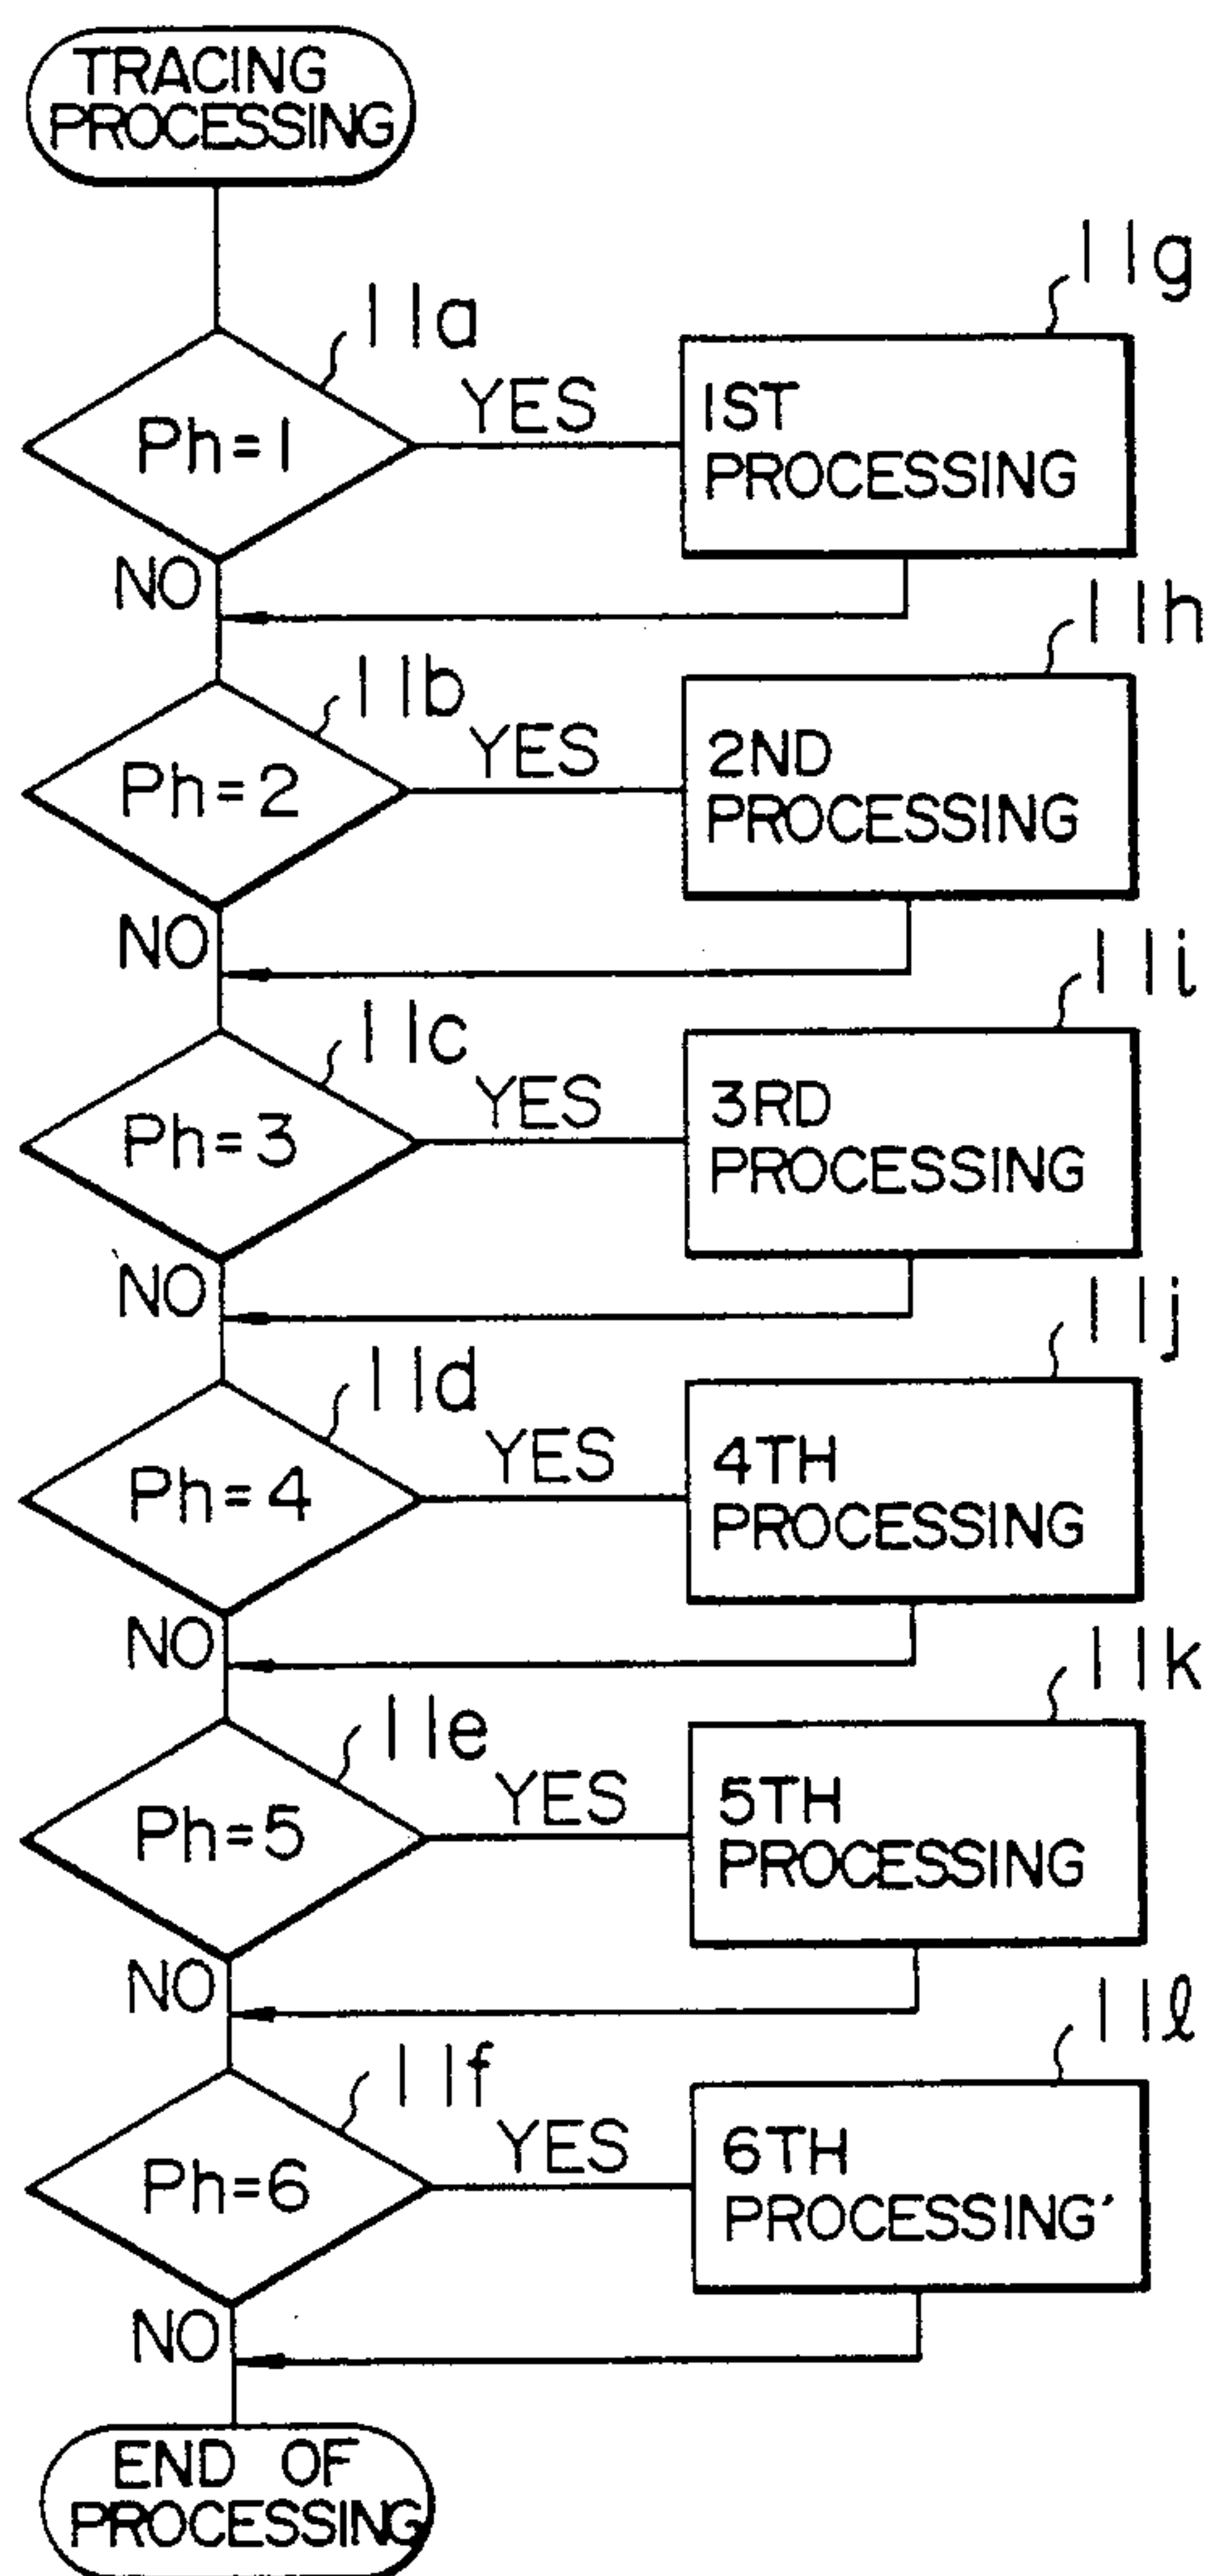 TRACING
PROCESSING
11a
11g
Ph=1
YES
1ST
PROCESSING
NO
11b
11h
Ph=2
YES
2ND
PROCESSING
NO
11c
11i
Ph=3
YES
3RD
PROCESSING
NO
11d
11j
Ph=4
YES
4TH
PROCESSING
NO
11e
11k
Ph=5
YES
5TH
PROCESSING
NO
11f
11ℓ
Ph=6
YES
6TH
PROCESSING'
NO
END OF
PROCESSING